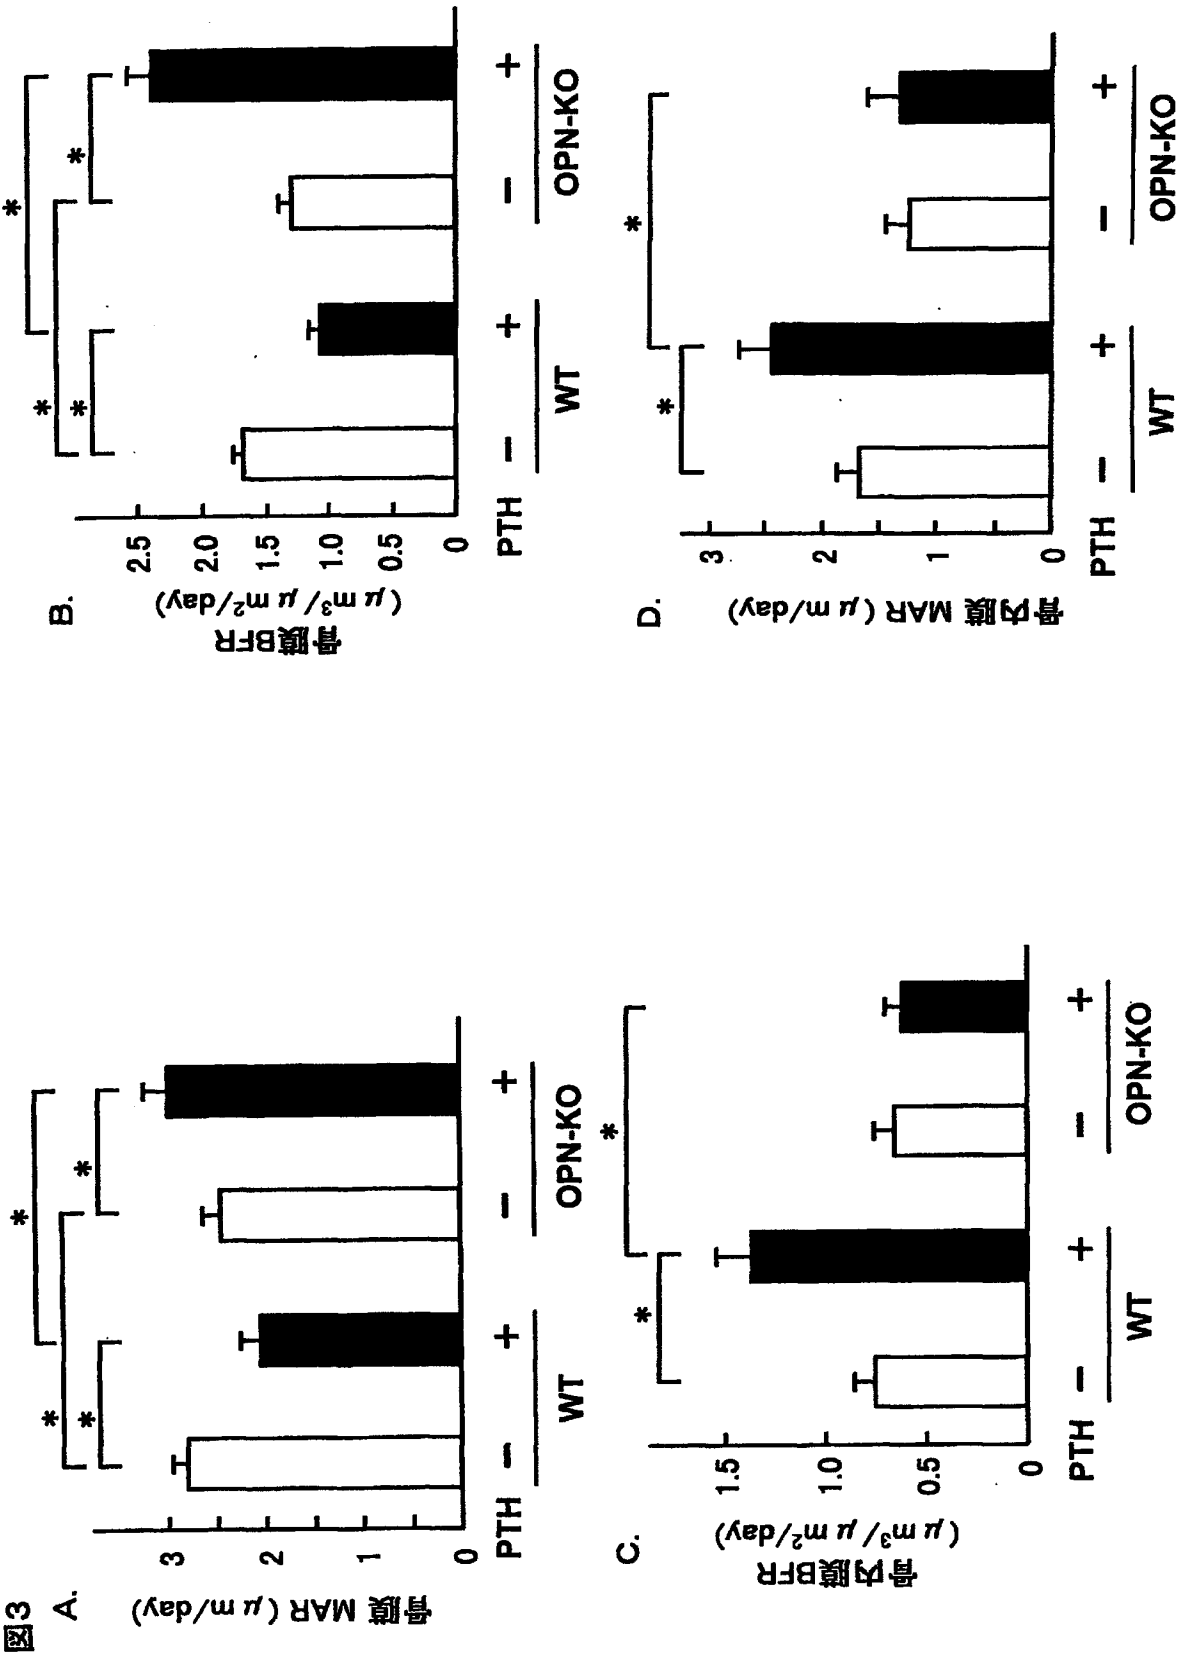 図3
A.
骨膜 MAR (μm/day)
3
2
1
0
* * * *
PTH − + − +
WT OPN-KO
B.
骨膜BFR
(μm³/μm²/day)
2.5
2.0
1.5
1.0
0.5
0
* * * *
PTH − + − +
WT OPN-KO
C.
骨内膜BFR
(μm³/μm²/day)
1.5
1.0
0.5
0
* *
PTH − + − +
WT OPN-KO
D.
骨内膜 MAR (μm/day)
3
2
1
0
* *
PTH − + − +
WT OPN-KO